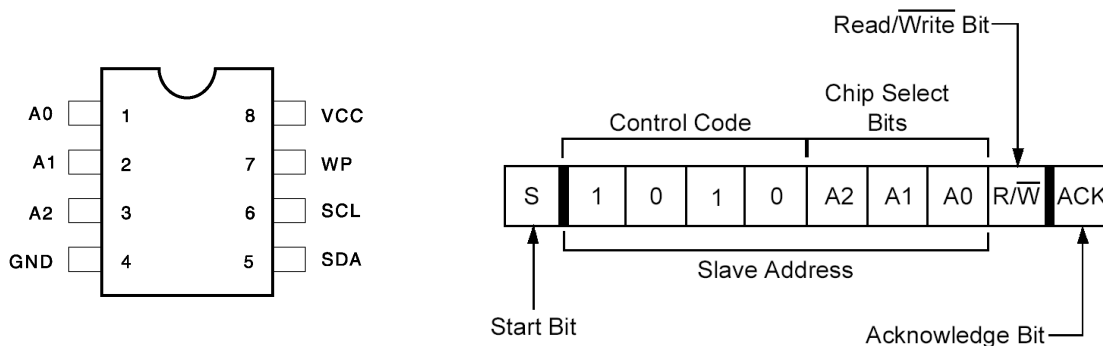 A0 1 8 VCC
A1 2 7 WP
A2 3 6 SCL
GND 4 5 SDA
Read/Write Bit
Chip Select
Bits
Control Code
S 1 0 1 0 A2 A1 A0 R/W ACK
Slave Address
Start Bit
Acknowledge Bit